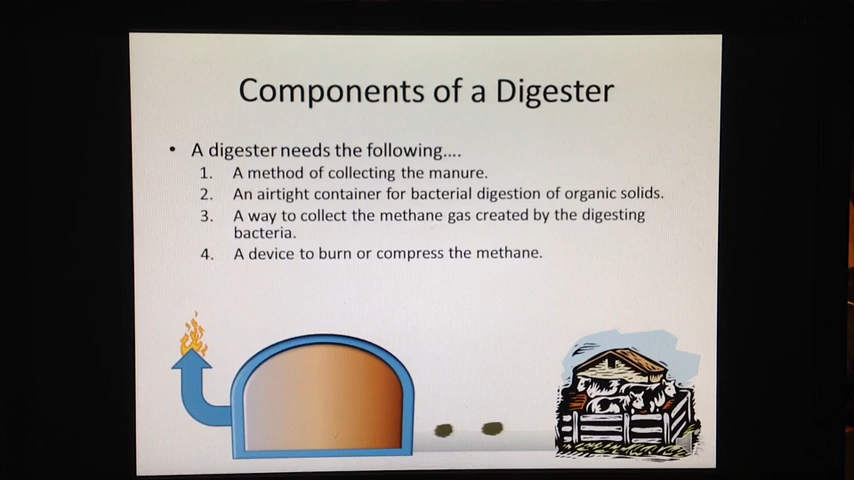 Components of a Digester
• A digester needs the following....
1. A method of collecting the manure.
2. An airtight container for bacterial digestion of organic solids.
3. A way to collect the methane gas created by the digesting
bacteria.
4. A device to burn or compress the methane.